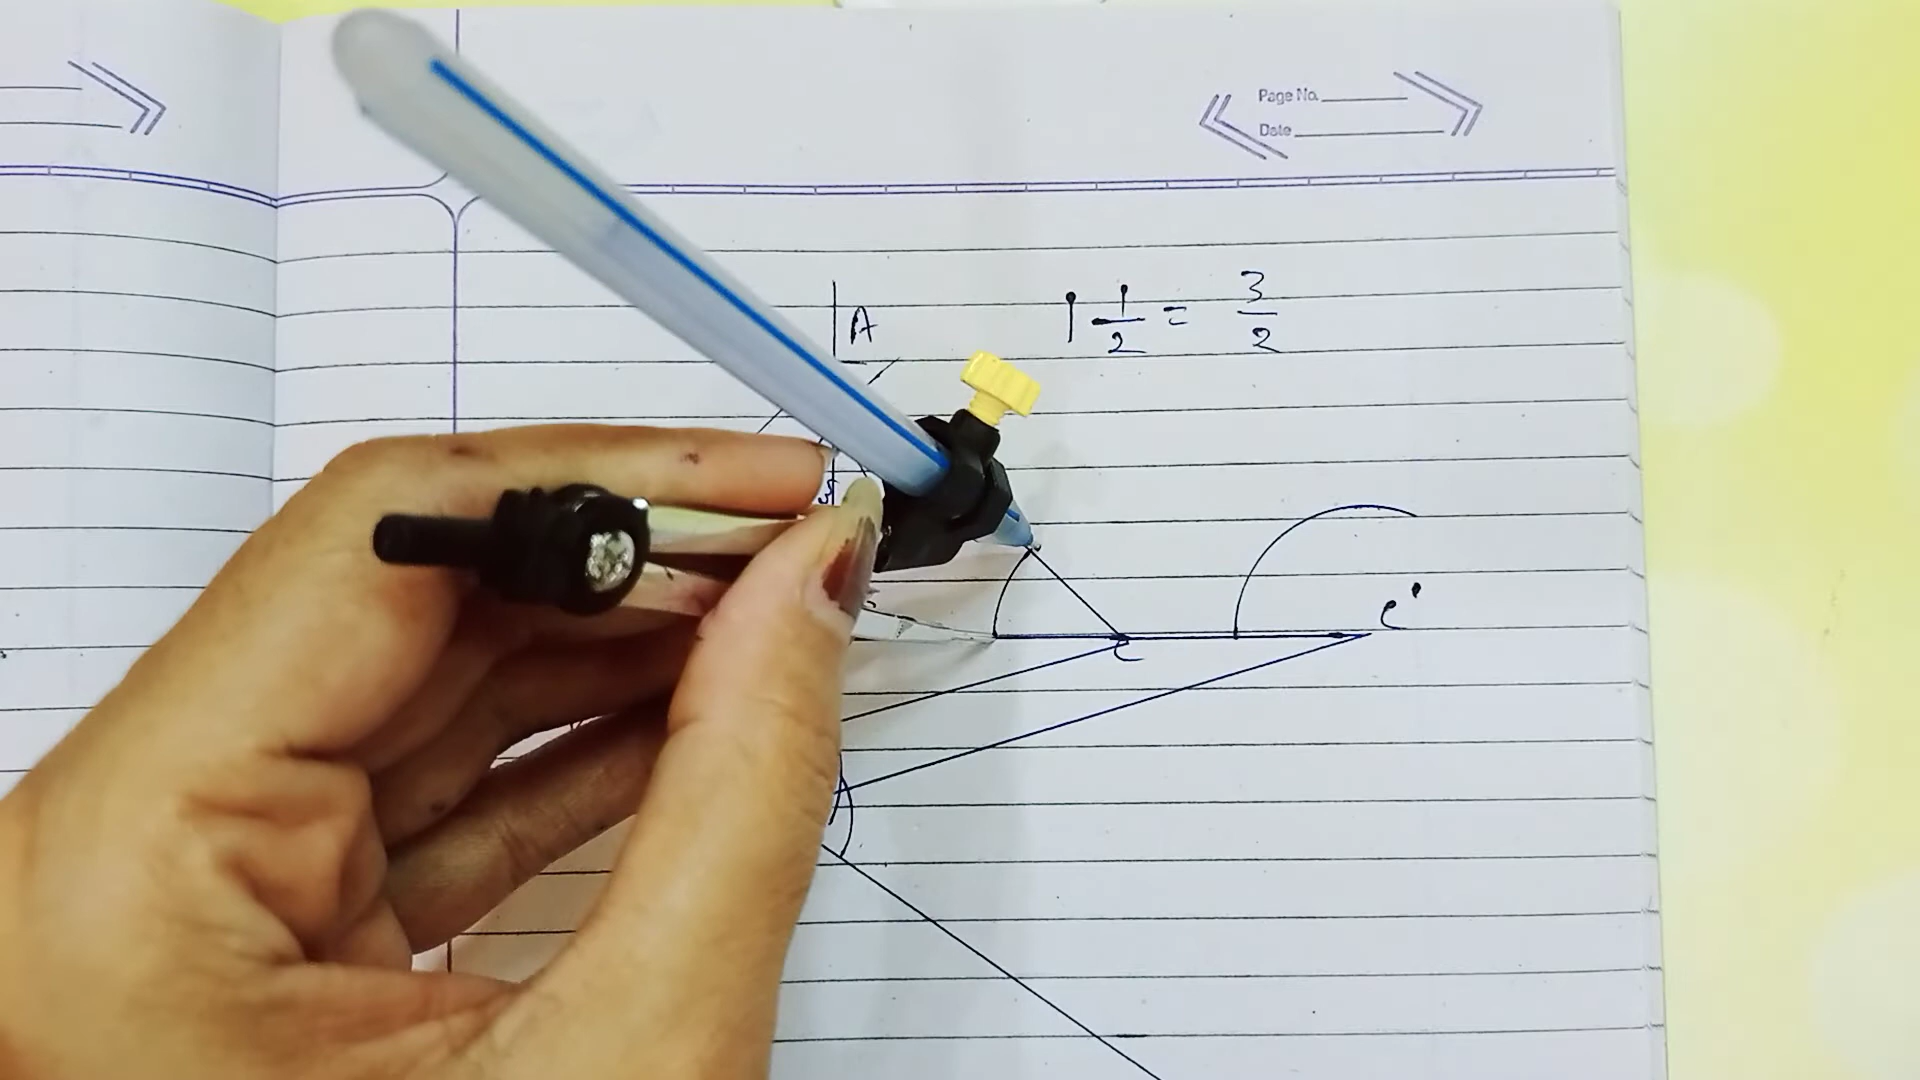 Page No.
Date
A
1 1/2 = 3/2
C'
C